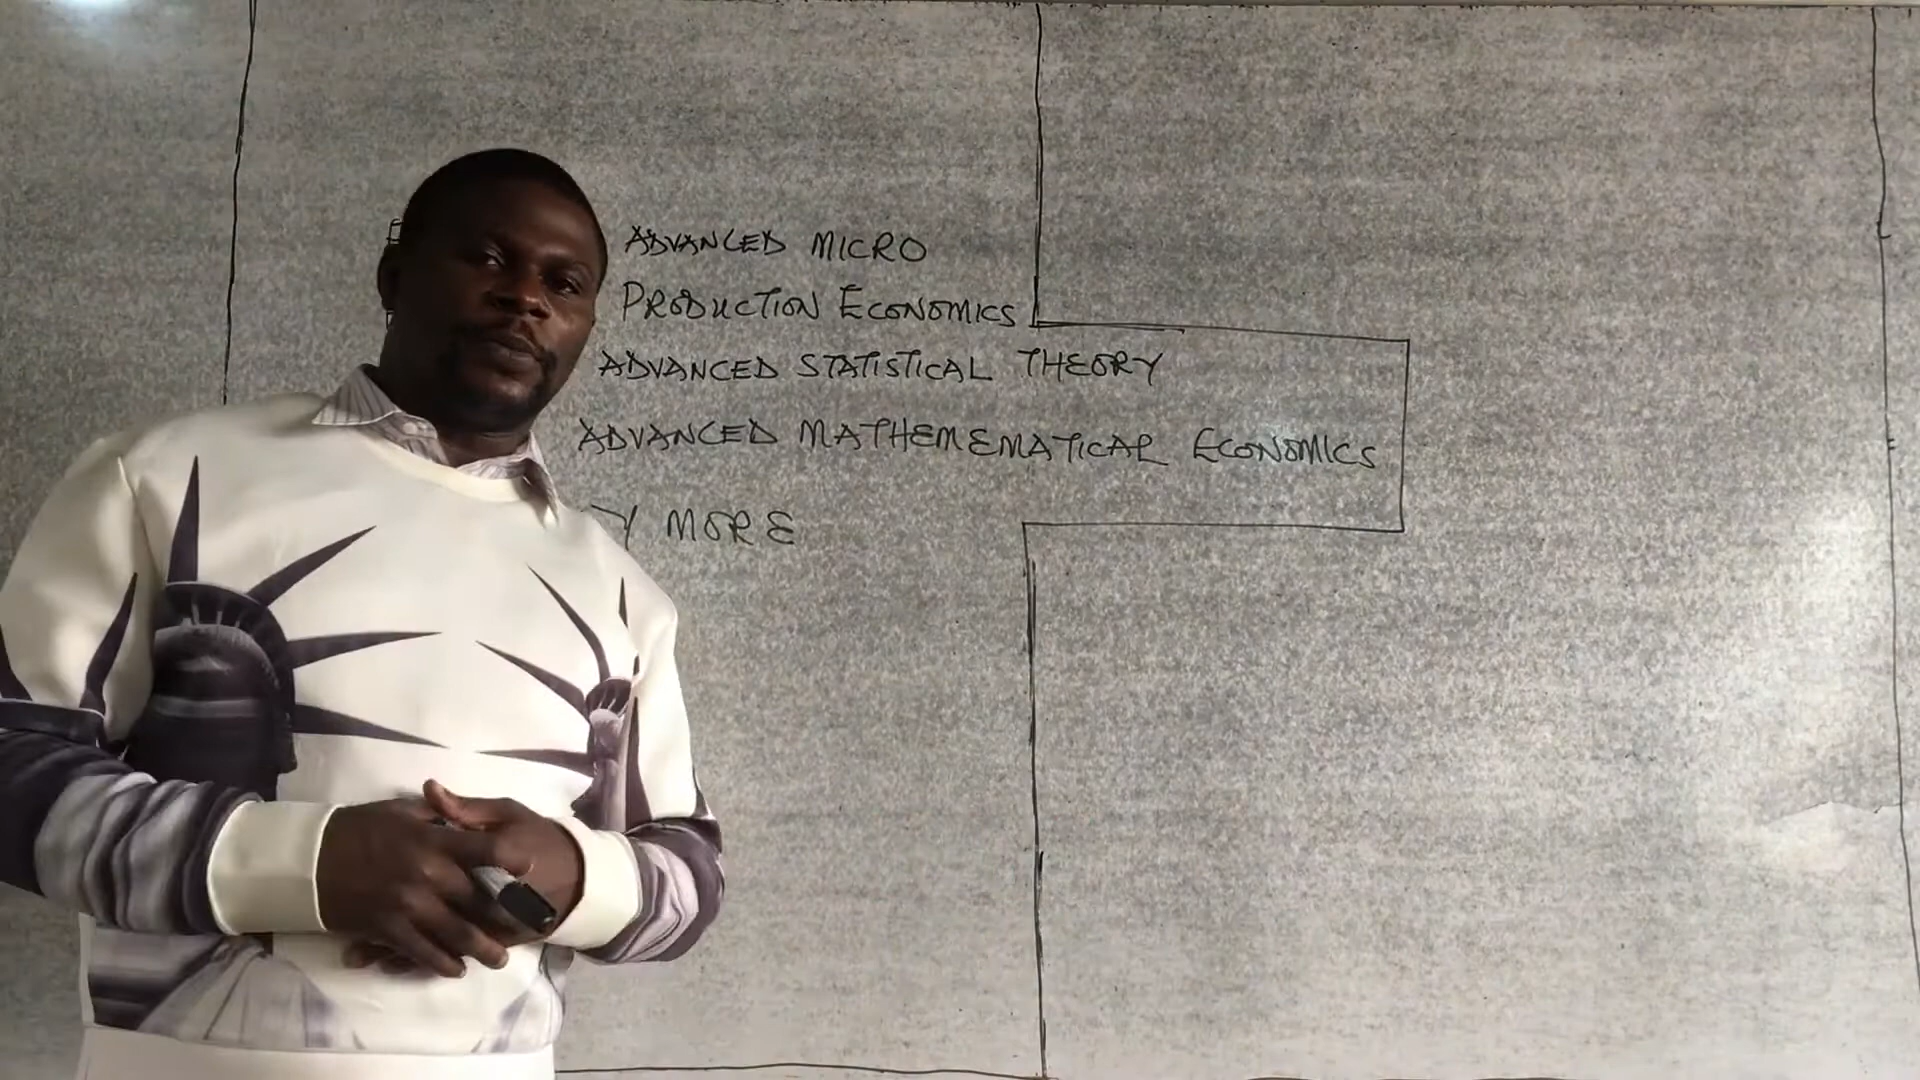 ADVANCED MICRO
PRODUCTION ECONOMICS
ADVANCED STATISTICAL THEORY
ADVANCED MATHEMEMATICAL ECONOMICS
Y MORE